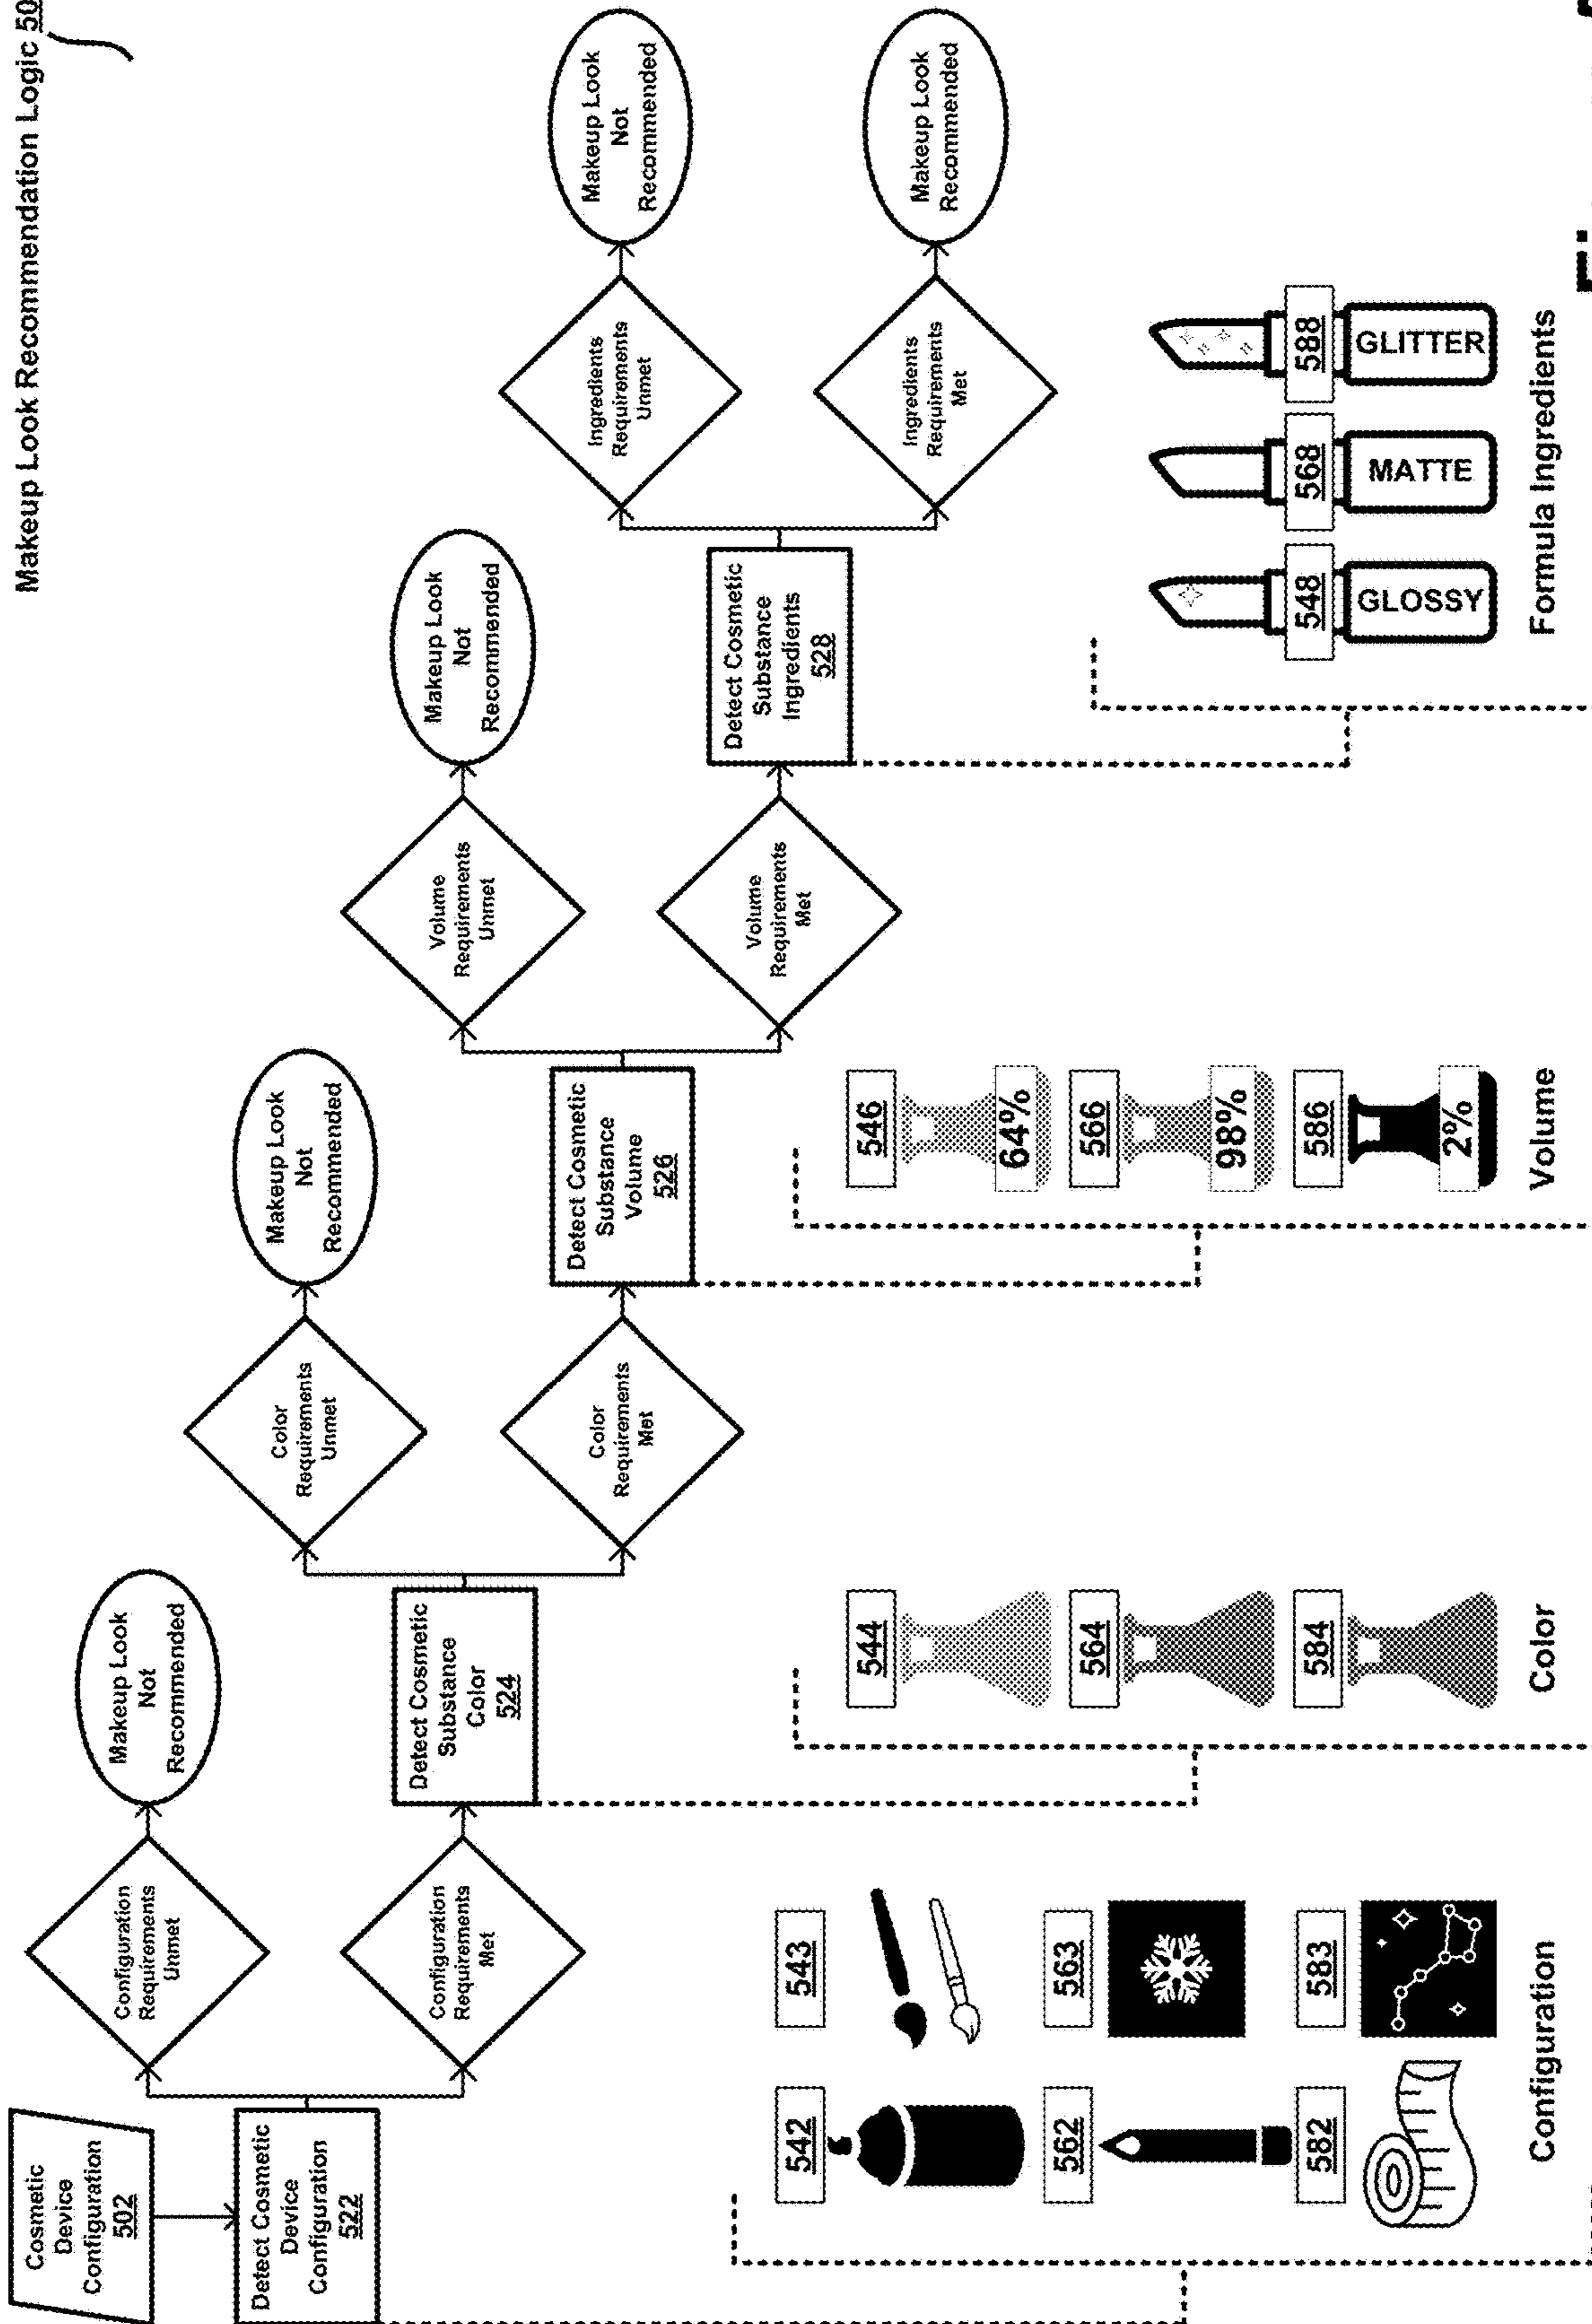 Makeup Look Recommendation Logic 50
Cosmetic
Device
Configuration
502
Detect Cosmetic
Device
Configuration
522
Configuration
Requirements
Unmet
Makeup Look
Not
Recommended
Configuration
Requirements
Met
Detect Cosmetic
Substance
Color
524
Color
Requirements
Unmet
Makeup Look
Not
Recommended
Color
Requirements
Met
Detect Cosmetic
Substance
Volume
526
Volume
Requirements
Unmet
Makeup Look
Not
Recommended
Volume
Requirements
Met
Detect Cosmetic
Substance
Ingredients
528
Ingredients
Requirements
Unmet
Makeup Look
Not
Recommended
Ingredients
Requirements
Met
Makeup Look
Recommended
542
543
562
563
582
583
Configuration
544
564
584
Color
546
64%
566
98%
586
2%
Volume
548
GLOSSY
568
MATTE
588
GLITTER
Formula Ingredients